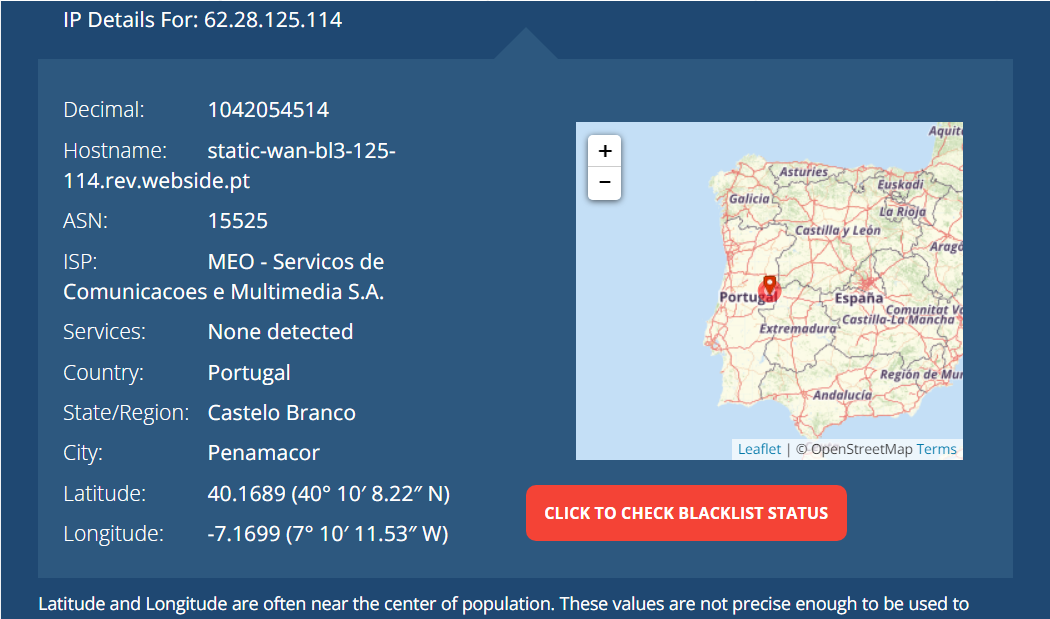 IP Details For: 62.28.125.114
Decimal: 1042054514
Hostname: static-wan-bl3-125-
114.rev.webside.pt
ASN: 15525
ISP: MEO - Servicos de
Comunicacoes e Multimedia S.A.
Services: None detected
Country: Portugal
State/Region: Castelo Branco
City: Penamacor
Latitude: 40.1689 (40° 10′ 8.22″ N)
Longitude: -7.1699 (7° 10′ 11.53″ W)
+
−
Aquit
Asturies
Euskadi
Galicia
La Rioja
Castilla y León
Aragó
Portugal
España
Comunitat Va
Castilla-La Mancha
Extremadura
Región de Mur
Andalucía
Leaflet | © OpenStreetMap Terms
CLICK TO CHECK BLACKLIST STATUS
Latitude and Longitude are often near the center of population. These values are not precise enough to be used to